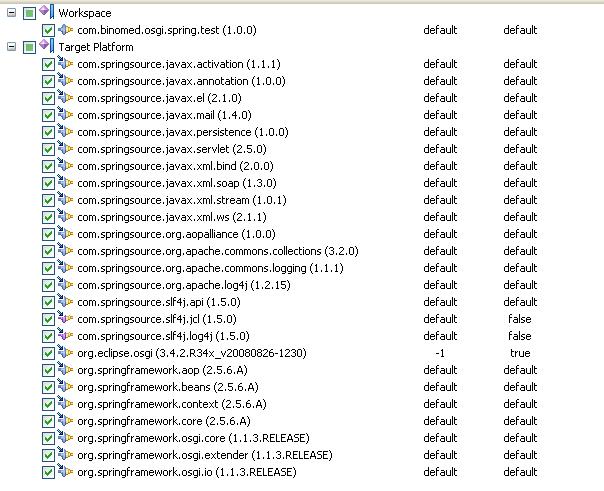 Workspace
com.binomed.osgi.spring.test (1.0.0) default default
Target Platform
com.springsource.javax.activation (1.1.1) default default
com.springsource.javax.annotation (1.0.0) default default
com.springsource.javax.el (2.1.0) default default
com.springsource.javax.mail (1.4.0) default default
com.springsource.javax.persistence (1.0.0) default default
com.springsource.javax.servlet (2.5.0) default default
com.springsource.javax.xml.bind (2.0.0) default default
com.springsource.javax.xml.soap (1.3.0) default default
com.springsource.javax.xml.stream (1.0.1) default default
com.springsource.javax.xml.ws (2.1.1) default default
com.springsource.org.aopalliance (1.0.0) default default
com.springsource.org.apache.commons.collections (3.2.0) default default
com.springsource.org.apache.commons.logging (1.1.1) default default
com.springsource.org.apache.log4j (1.2.15) default default
com.springsource.slf4j.api (1.5.0) default default
com.springsource.slf4j.jcl (1.5.0) default false
com.springsource.slf4j.log4j (1.5.0) default false
org.eclipse.osgi (3.4.2.R34x_v20080826-1230) -1 true
org.springframework.aop (2.5.6.A) default default
org.springframework.beans (2.5.6.A) default default
org.springframework.context (2.5.6.A) default default
org.springframework.core (2.5.6.A) default default
org.springframework.osgi.core (1.1.3.RELEASE) default default
org.springframework.osgi.extender (1.1.3.RELEASE) default default
org.springframework.osgi.io (1.1.3.RELEASE) default default